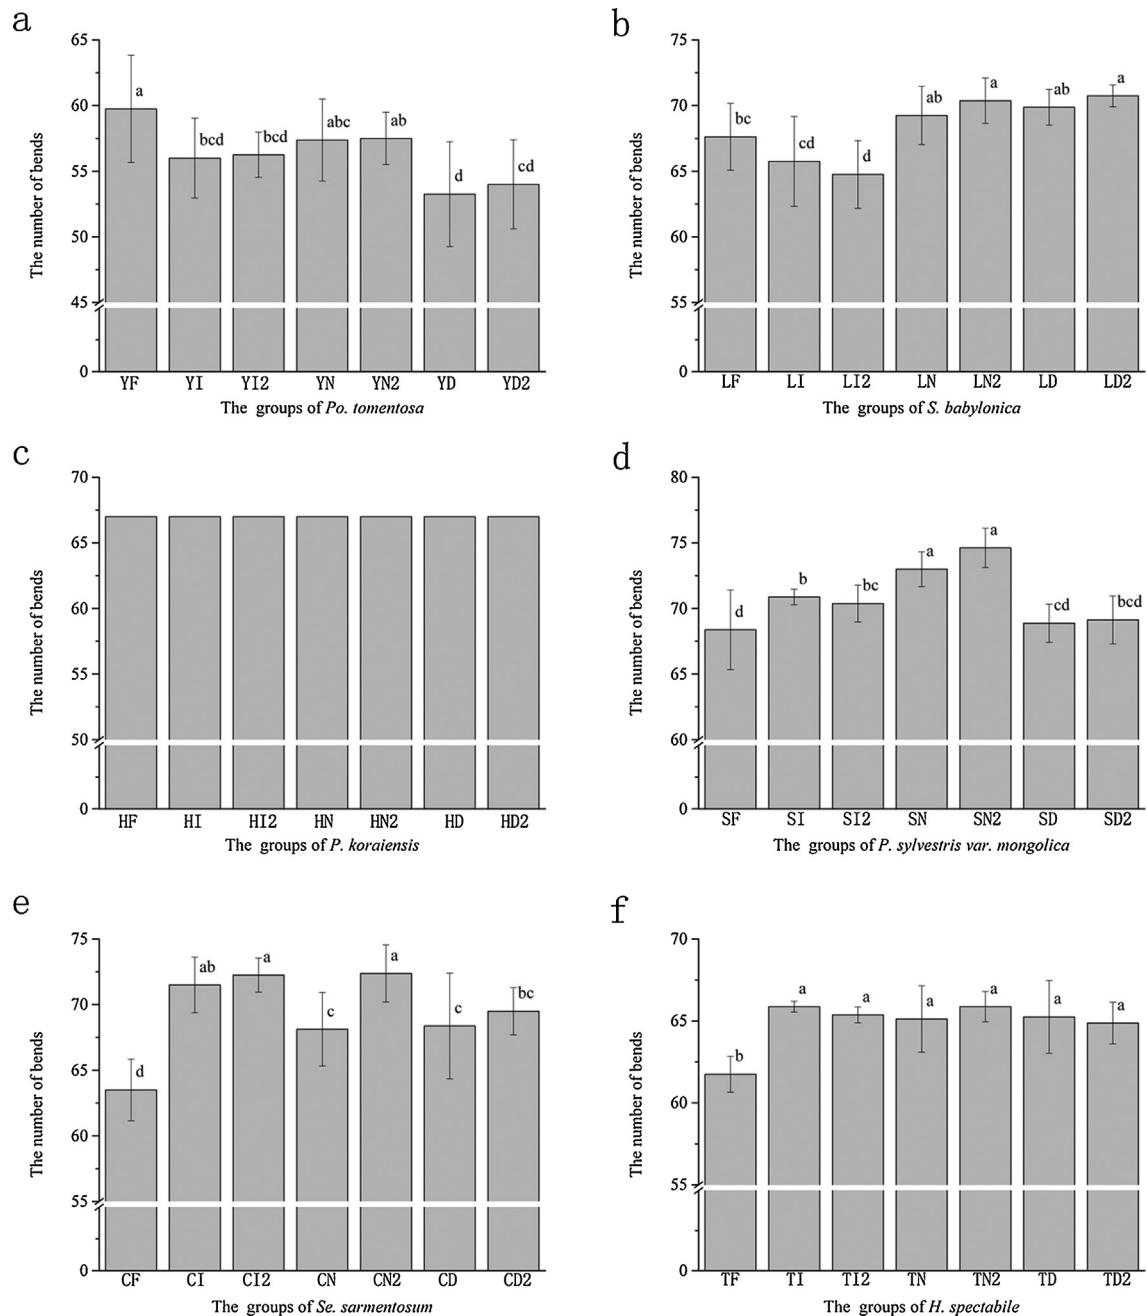 a
The number of bends
65
60
55
50
45
0
a
bcd
bcd
abc
ab
d
cd
YF YI YI2 YN YN2 YD YD2
The groups of Po. tomentosa
b
The number of bends
75
70
65
60
55
0
bc
cd
d
ab
a
ab
a
LF LI LI2 LN LN2 LD LD2
The groups of S. babylonica
c
The number of bends
70
65
60
55
50
0
HF HI HI2 HN HN2 HD HD2
The groups of P. koraiensis
d
The number of bends
80
75
70
65
60
0
d
b
bc
a
a
cd
bcd
SF SI SI2 SN SN2 SD SD2
The groups of P. sylvestris var. mongolica
e
The number of bends
75
70
65
60
55
0
d
ab
a
c
a
c
bc
CF CI CI2 CN CN2 CD CD2
The groups of Se. sarmentosum
f
The number of bends
70
65
60
55
0
b
a
a
a
a
a
a
TF TI TI2 TN TN2 TD TD2
The groups of H. spectabile